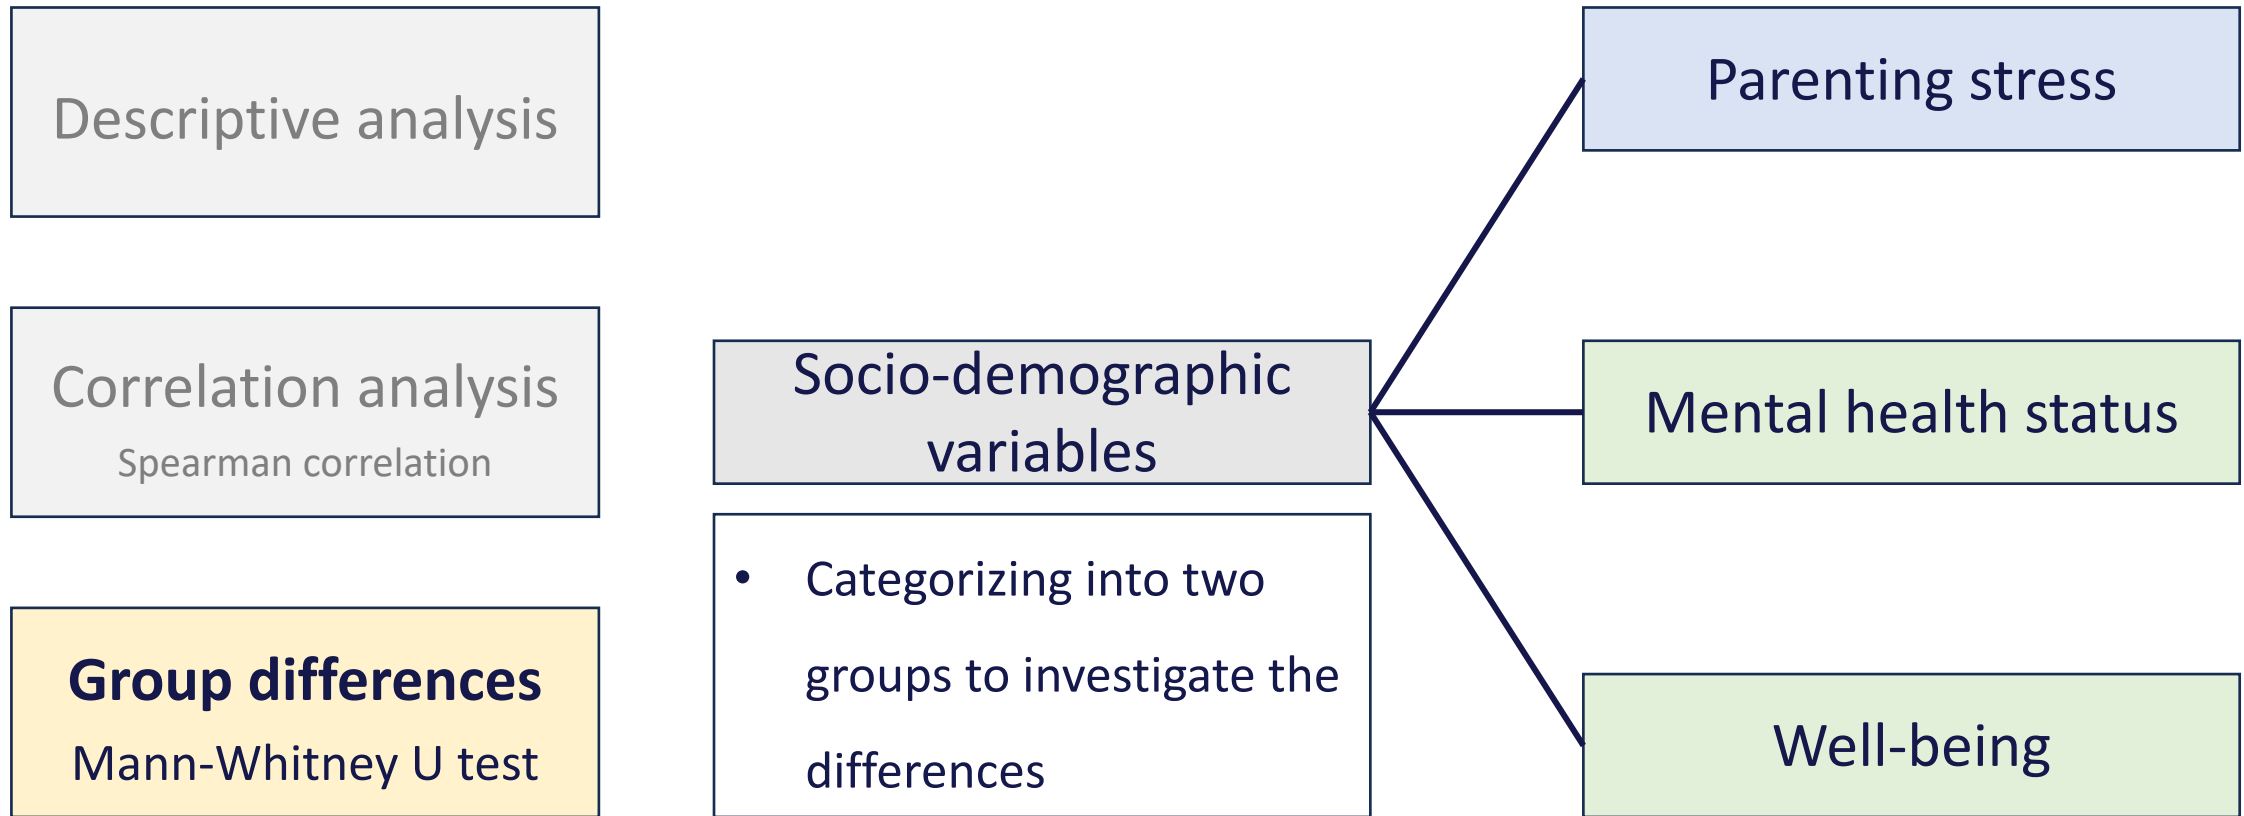 Descriptive analysis
Correlation analysis
Spearman correlation
Group differences
Mann-Whitney U test
Socio-demographic
variables
• Categorizing into two
groups to investigate the
differences
Parenting stress
Mental health status
Well-being